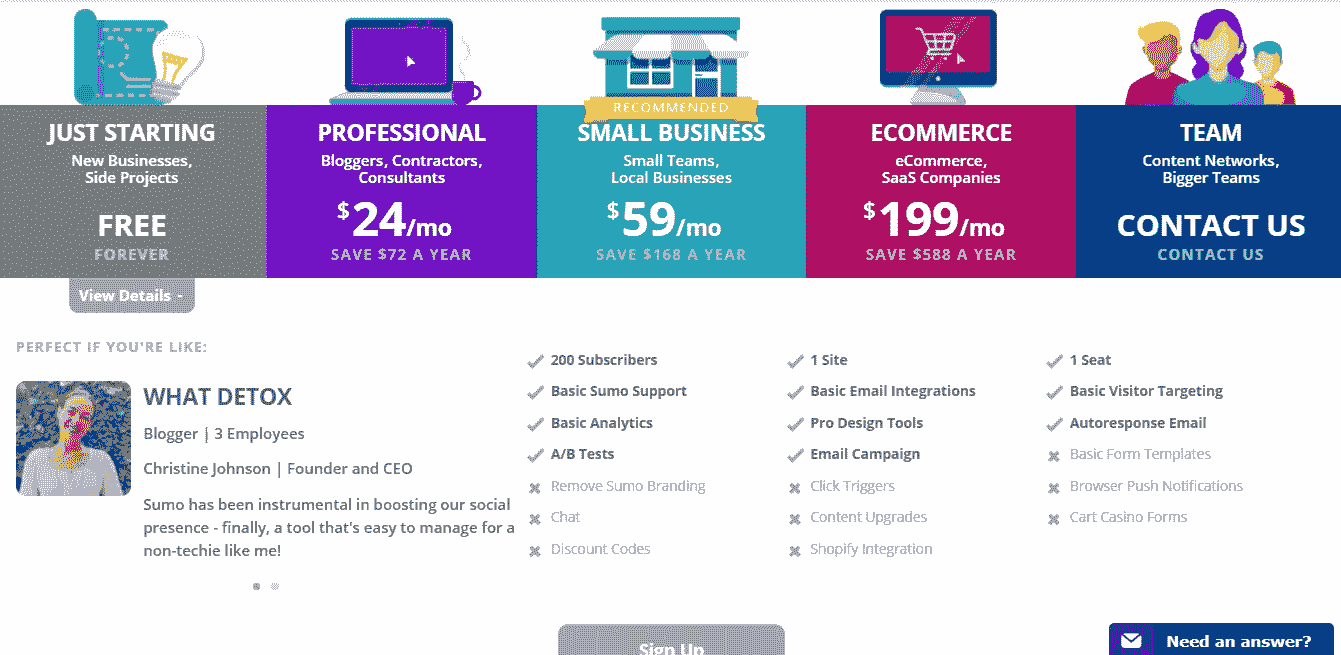 RECOMMENDED
JUST STARTING
New Businesses,
Side Projects
FREE
FOREVER
PROFESSIONAL
Bloggers, Contractors,
Consultants
$24/mo
SAVE $72 A YEAR
SMALL BUSINESS
Small Teams,
Local Businesses
$59/mo
SAVE $168 A YEAR
ECOMMERCE
eCommerce,
SaaS Companies
$199/mo
SAVE $588 A YEAR
TEAM
Content Networks,
Bigger Teams
CONTACT US
CONTACT US
View Details -
PERFECT IF YOU'RE LIKE:
WHAT DETOX
Blogger | 3 Employees
Christine Johnson | Founder and CEO
Sumo has been instrumental in boosting our social
presence - finally, a tool that's easy to manage for a
non-techie like me!
200 Subscribers
Basic Sumo Support
Basic Analytics
A/B Tests
Remove Sumo Branding
Chat
Discount Codes
1 Site
Basic Email Integrations
Pro Design Tools
Email Campaign
Click Triggers
Content Upgrades
Shopify Integration
1 Seat
Basic Visitor Targeting
Autoresponse Email
Basic Form Templates
Browser Push Notifications
Cart Casino Forms
Sign Up
Need an answer?